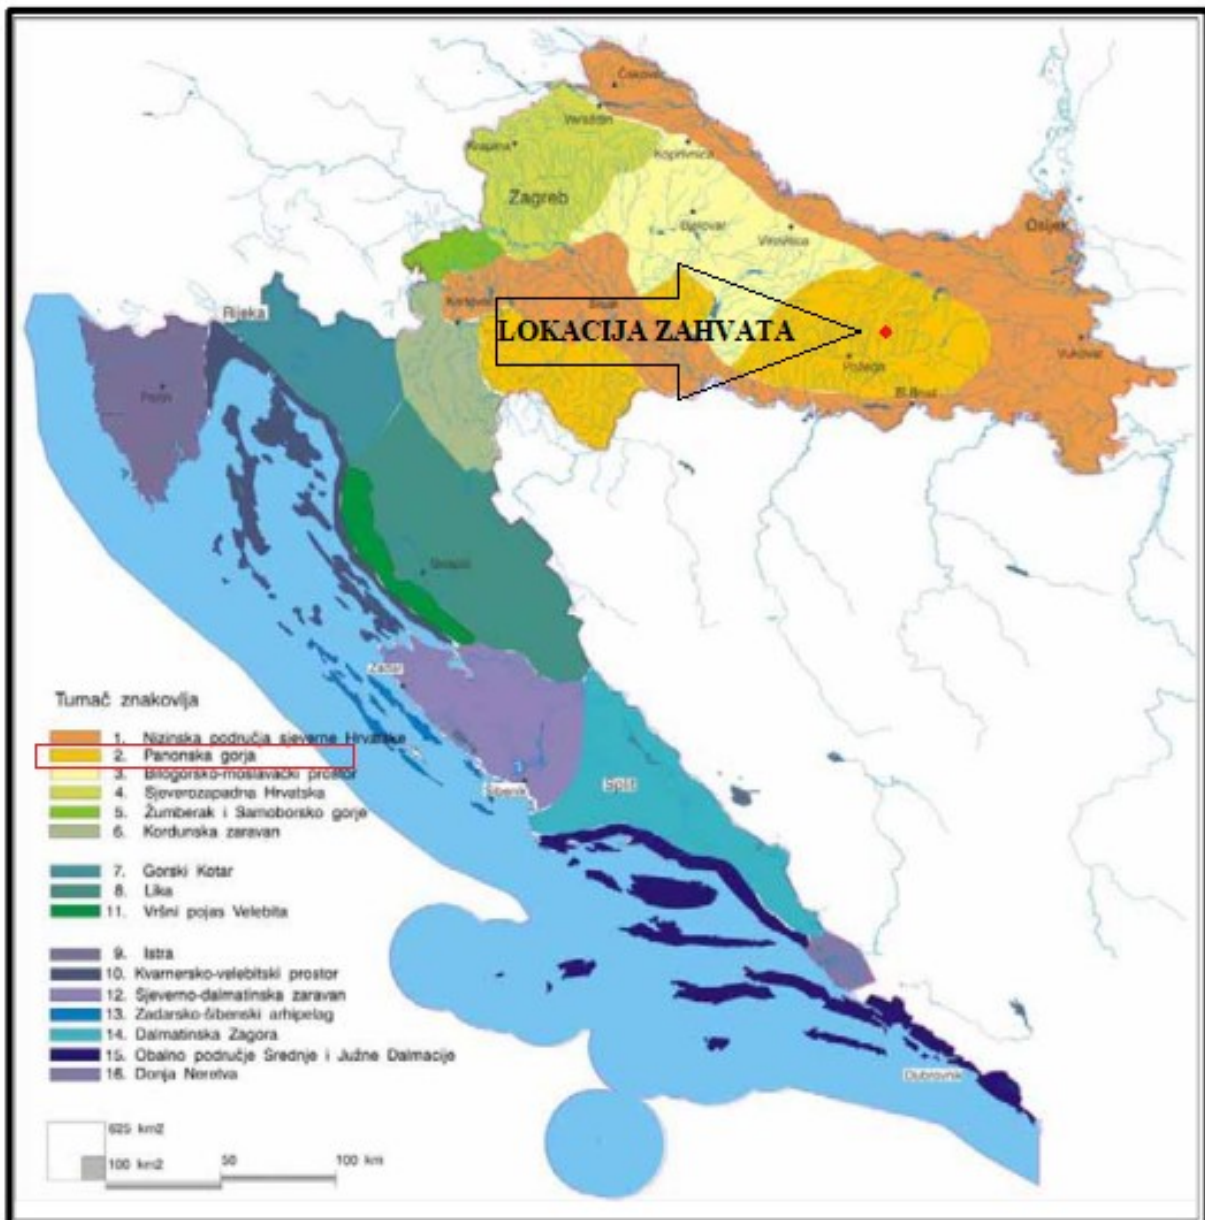 Čakovec
Varaždin
Krapina
Koprivnica
Zagreb
Bjelovar
Virovitica
Osijek
Karlovac
Sisak
LOKACIJA ZAHVATA
Rijeka
Požega
Vukovar
Sl.Brod
Pazin
Gospić
Zadar
Šibenik
Split
Dubrovnik
Tumač znakovlja
1. Nizinska područja sjeverne Hrvatske
2. Panonska gorja
3. Bilogorsko-moslavački prostor
4. Sjeverozapadna Hrvatska
5. Žumberak i Samoborsko gorje
6. Kordunska zaravan
7. Gorski Kotar
8. Lika
11. Vršni pojas Velebita
9. Istra
10. Kvarnersko-velebitski prostor
12. Sjeverno-dalmatinska zaravan
13. Zadarsko-šibenski arhipelag
14. Dalmatinska Zagora
15. Obalno područje Srednje i Južne Dalmacije
16. Donja Neretva
625 km2
100 km2
50
100 km